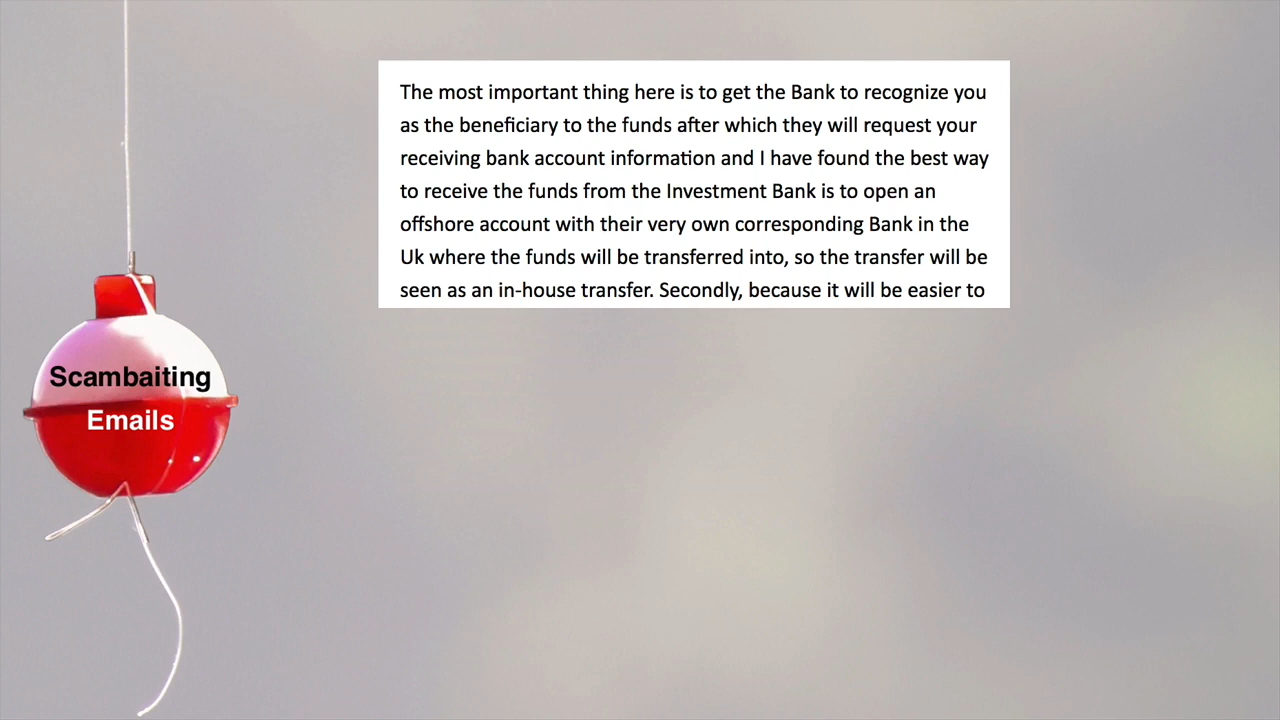 The most important thing here is to get the Bank to recognize you
as the beneficiary to the funds after which they will request your
receiving bank account information and I have found the best way
to receive the funds from the Investment Bank is to open an
offshore account with their very own corresponding Bank in the
Uk where the funds will be transferred into, so the transfer will be
seen as an in-house transfer. Secondly, because it will be easier to
Scambaiting
Emails